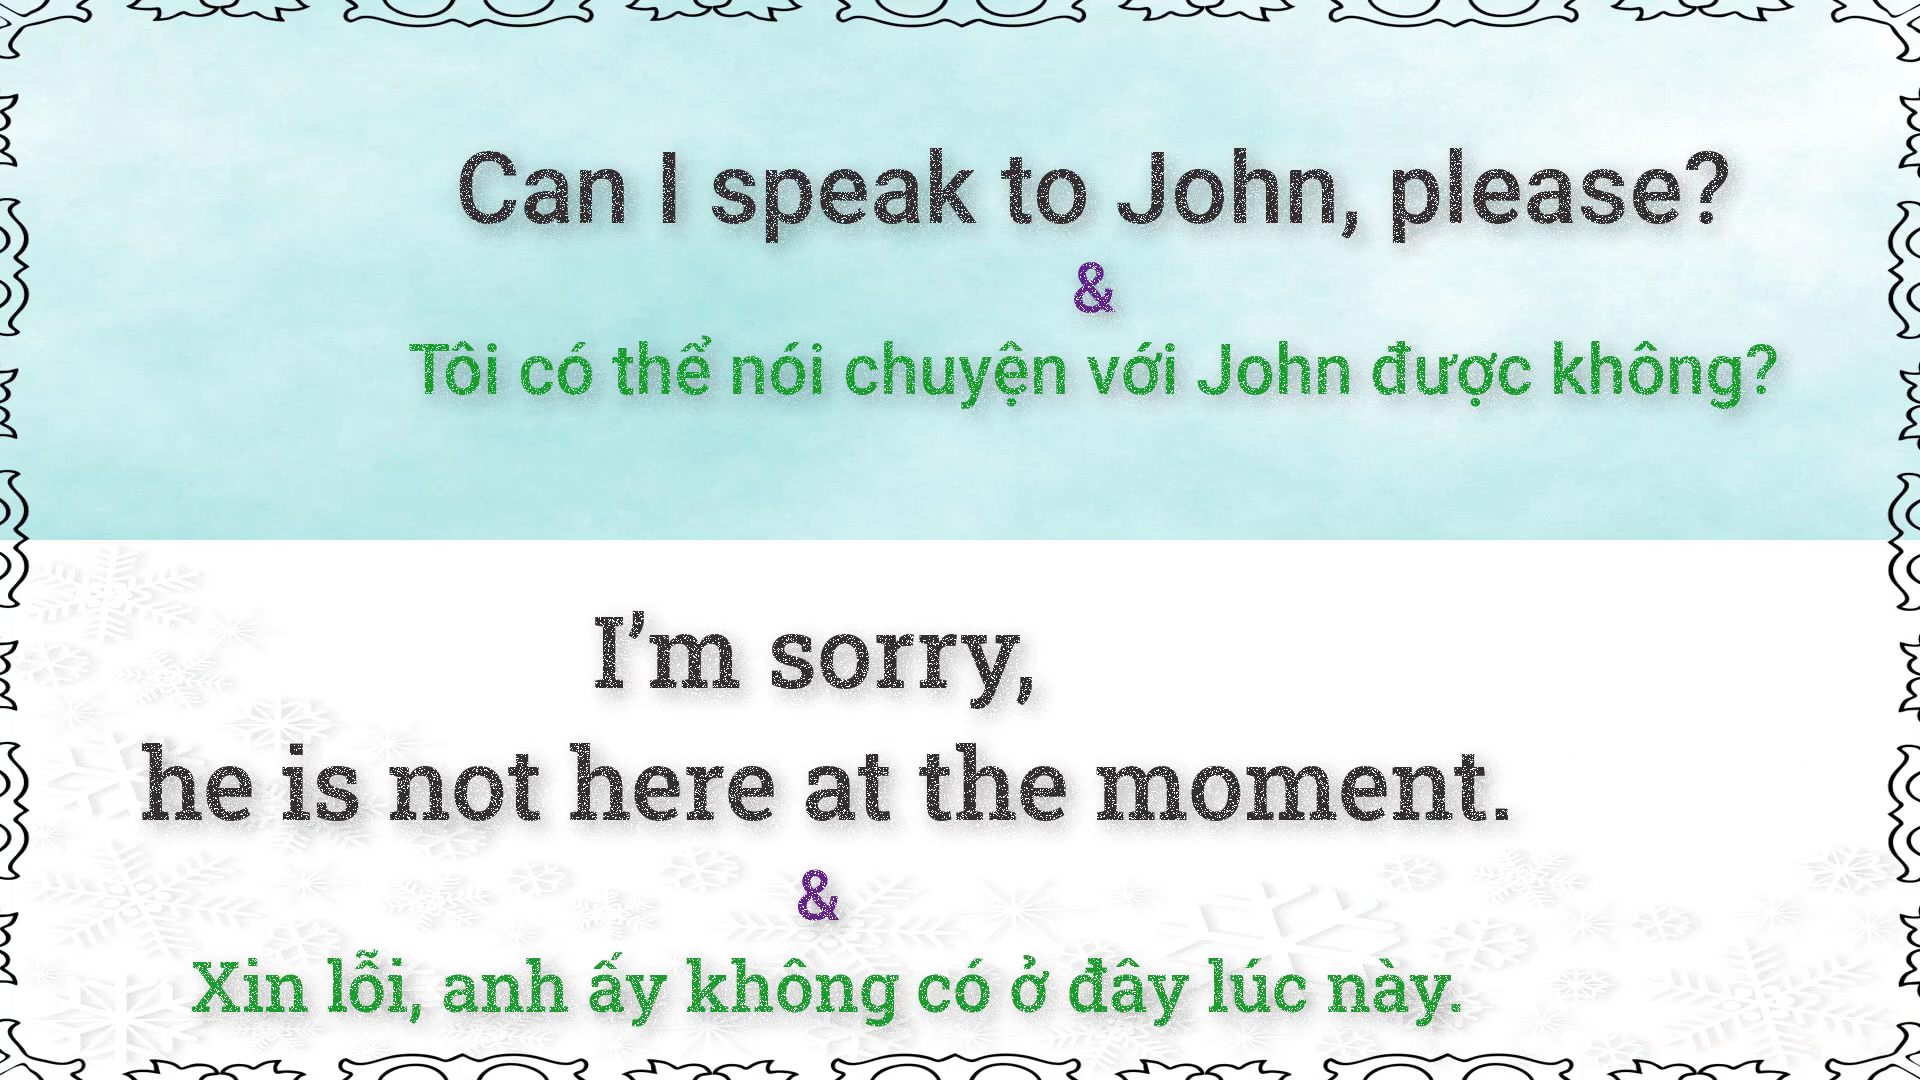 Can I speak to John, please?
&
Tôi có thể nói chuyện với John được không?
I’m sorry,
he is not here at the moment.
&
Xin lỗi, anh ấy không có ở đây lúc này.